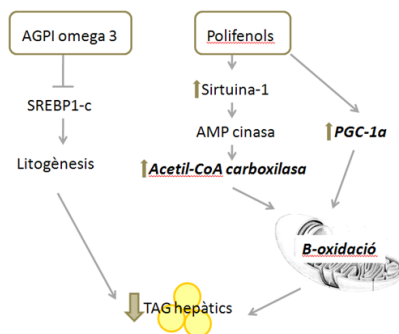 AGPI omega 3
Polifenols
SREBP1-c
Sirtuina-1
AMP cinasa
PGC-1a
Litogènesis
Acetil-CoA carboxilasa
B-oxidació
TAG hepàtics